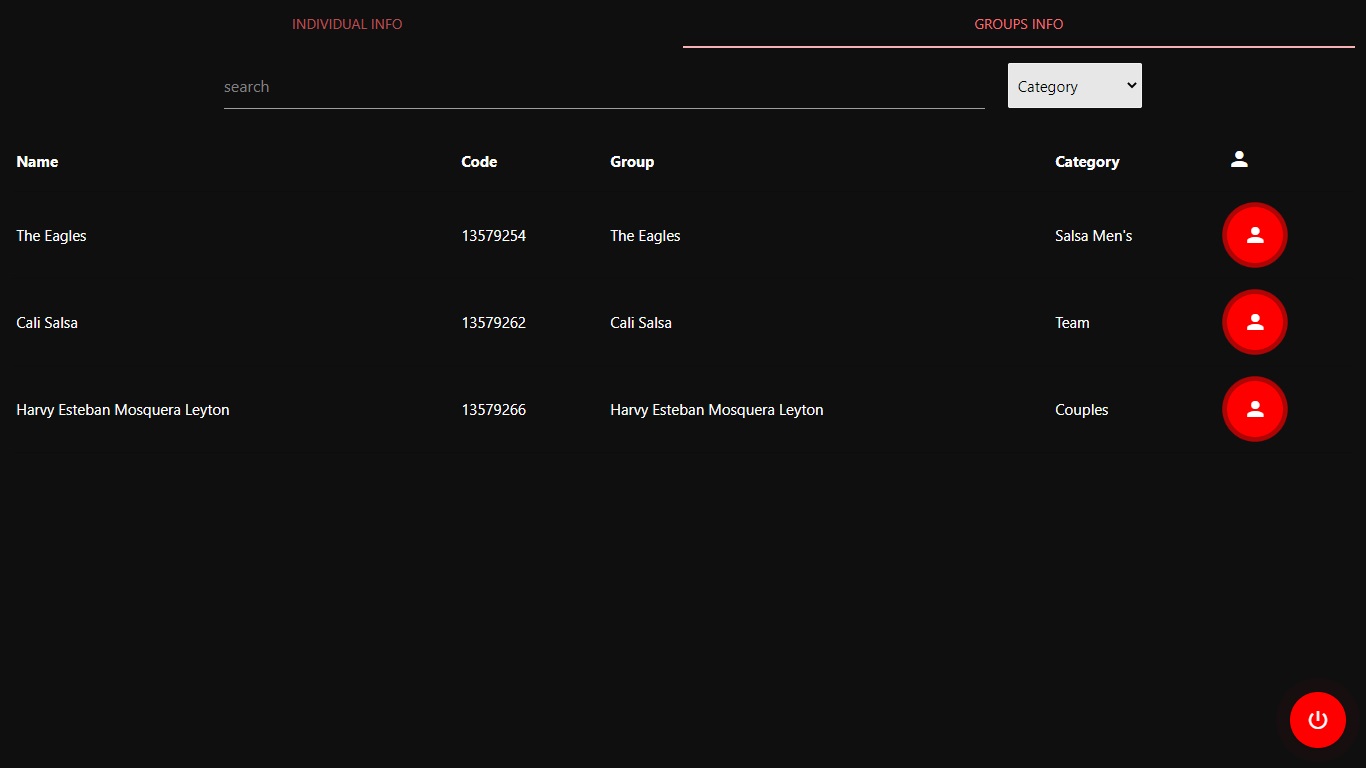 INDIVIDUAL INFO GROUPS INFO
search Category
Name Code Group Category
The Eagles 13579254 The Eagles Salsa Men's
Cali Salsa 13579262 Cali Salsa Team
Harvy Esteban Mosquera Leyton 13579266 Harvy Esteban Mosquera Leyton Couples